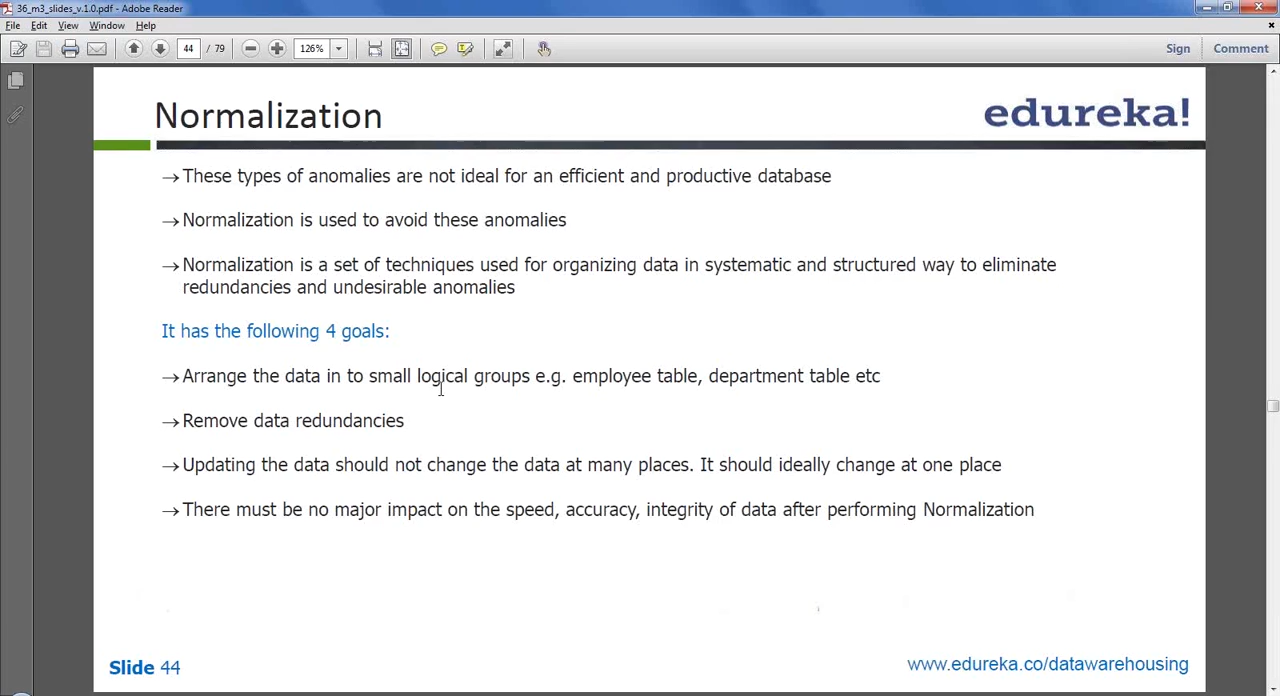 36_m3_slides_v.1.0.pdf - Adobe Reader
File Edit View Window Help
44 / 79 126% Sign Comment
Normalization
edureka!
→These types of anomalies are not ideal for an efficient and productive database
→Normalization is used to avoid these anomalies
→Normalization is a set of techniques used for organizing data in systematic and structured way to eliminate
redundancies and undesirable anomalies
It has the following 4 goals:
→Arrange the data in to small logical groups e.g. employee table, department table etc
→Remove data redundancies
→Updating the data should not change the data at many places. It should ideally change at one place
→There must be no major impact on the speed, accuracy, integrity of data after performing Normalization
Slide 44
www.edureka.co/datawarehousing